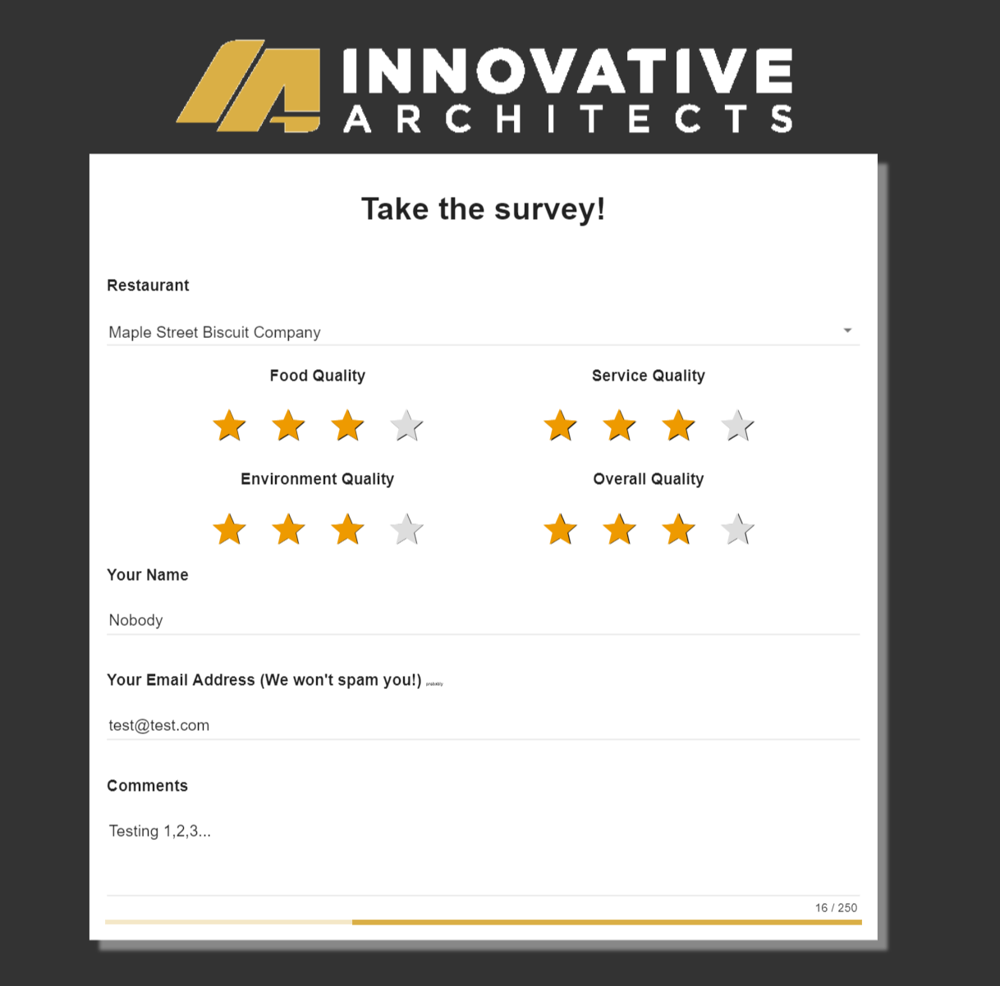 INNOVATIVE
ARCHITECTS
Take the survey!
Restaurant
Maple Street Biscuit Company
Food Quality
Service Quality
Environment Quality
Overall Quality
Your Name
Nobody
Your Email Address (We won't spam you!) probably
test@test.com
Comments
Testing 1,2,3...
16 / 250